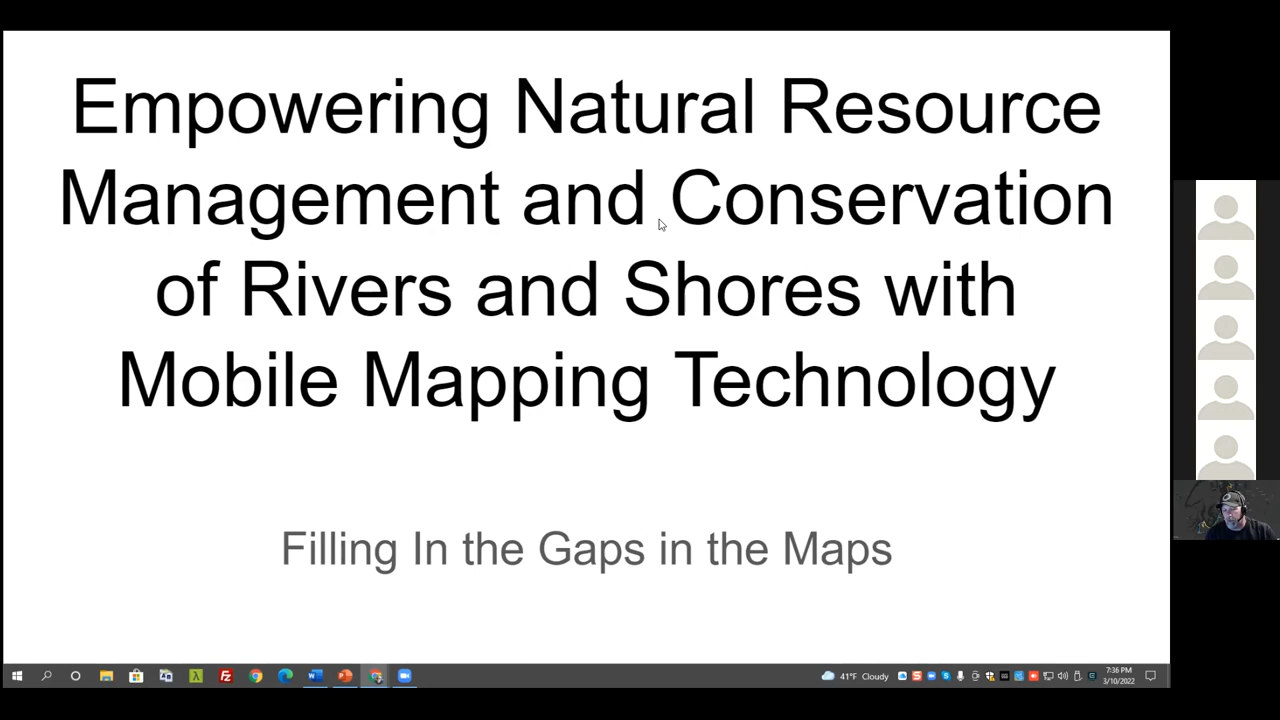 Empowering Natural Resource
Management and Conservation
of Rivers and Shores with
Mobile Mapping Technology
Filling In the Gaps in the Maps
41°F Cloudy
7:36 PM
3/10/2022